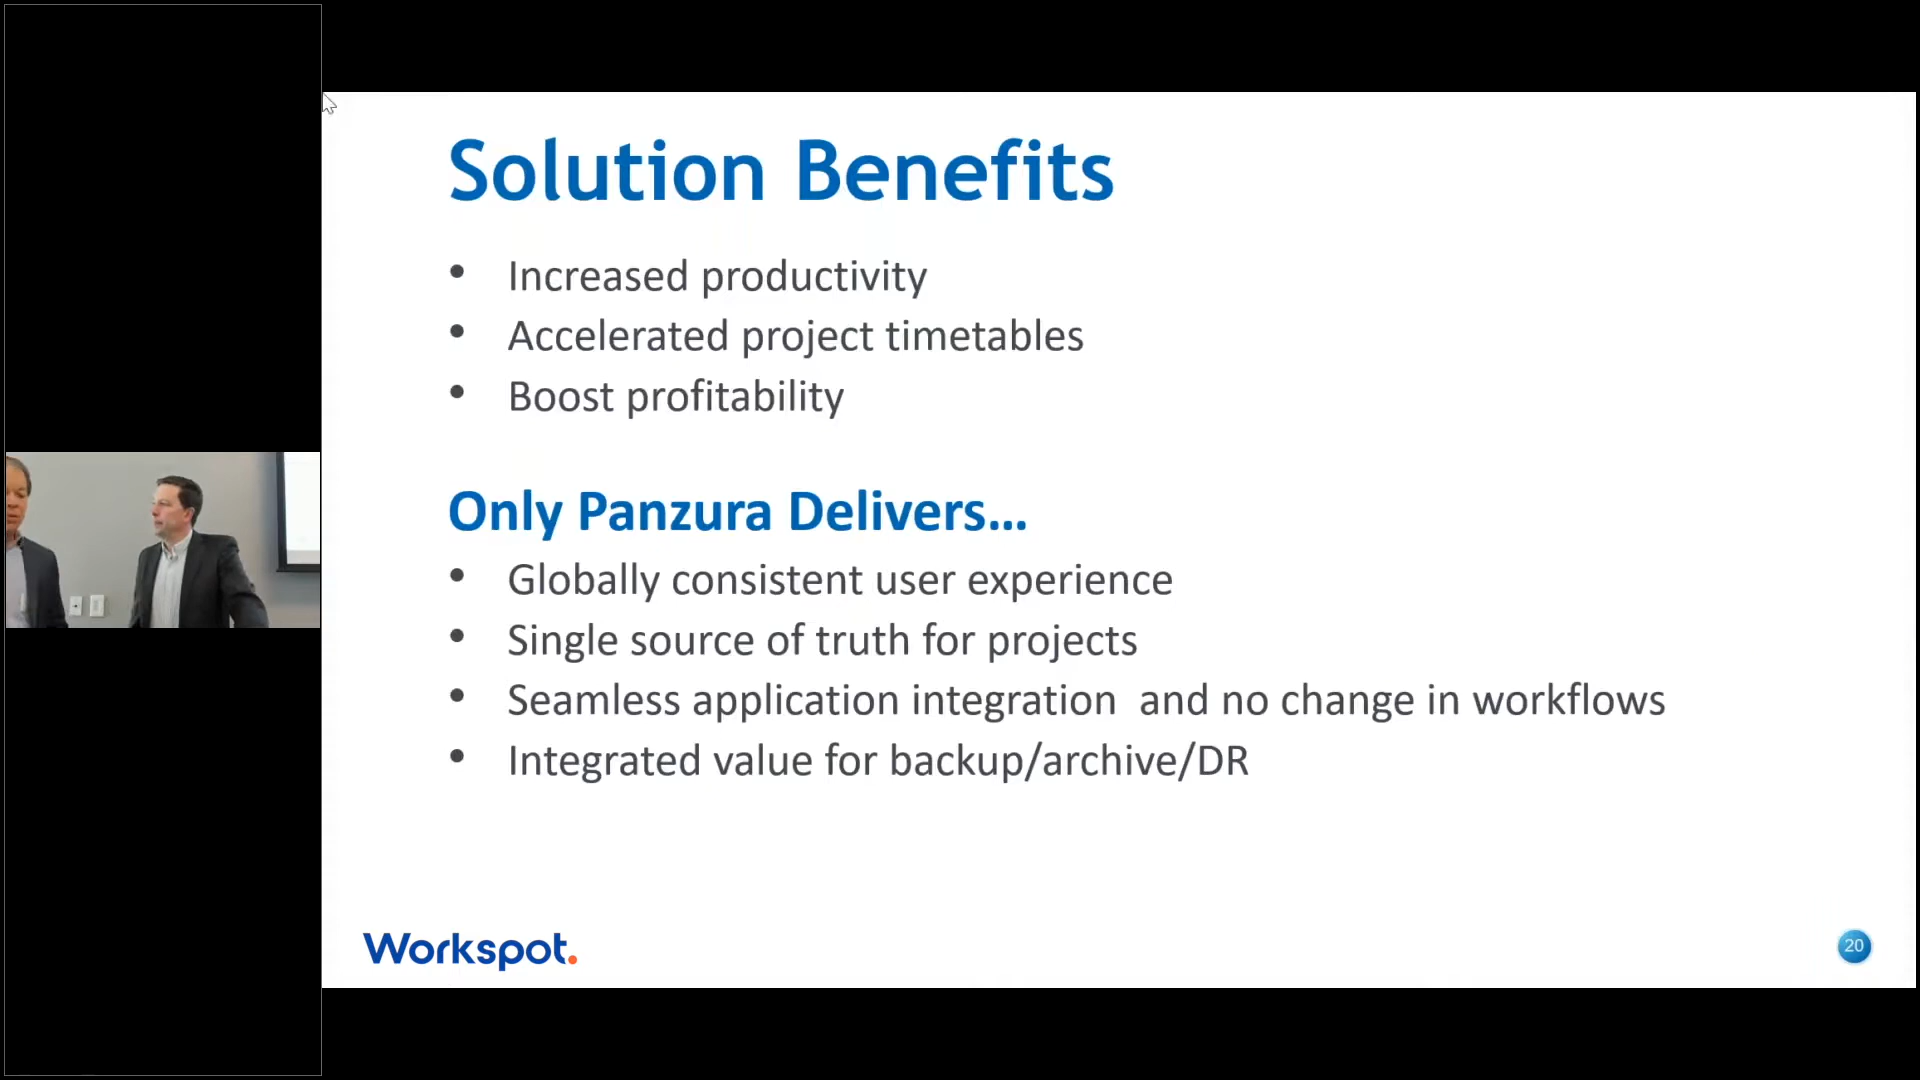 Solution Benefits
• Increased productivity
• Accelerated project timetables
• Boost profitability
Only Panzura Delivers...
• Globally consistent user experience
• Single source of truth for projects
• Seamless application integration  and no change in workflows
• Integrated value for backup/archive/DR
Workspot.
20